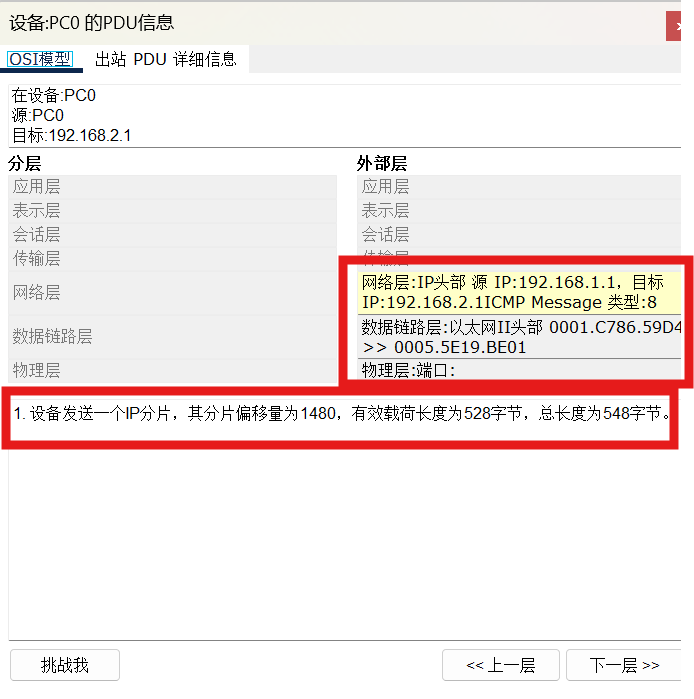 设备:PC0 的PDU信息
OSI模型 出站 PDU 详细信息
在设备:PC0
源:PC0
目标:192.168.2.1
分层
应用层
表示层
会话层
传输层
网络层
数据链路层
物理层
外部层
应用层
表示层
会话层
传输层
网络层:IP头部 源 IP:192.168.1.1，目标
IP:192.168.2.1ICMP Message 类型:8
数据链路层:以太网II头部 0001.C786.59D4
>> 0005.5E19.BE01
物理层:端口:
1. 设备发送一个IP分片，其分片偏移量为1480，有效载荷长度为528字节，总长度为548字节。
挑战我 << 上一层 下一层 >>